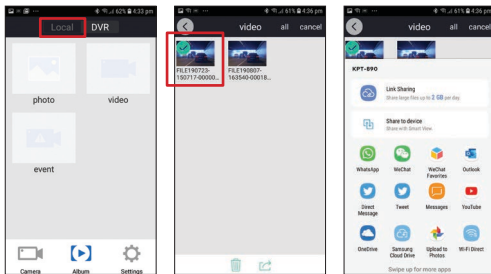 62% 4:33 pm
Local DVR
photo video
event
Camera Album Settings
61% 4:36 pm
video all cancel
FILE190723-
150717-00000...
FILE190807-
163540-00018...
61% 4:36 pm
video all cancel
KPT-890
Link Sharing
Share large files up to 2 GB per day
Share to device
Share with Smart View
WhatsApp WeChat WeChat Favorites Outlook
Direct Message Tweet Messages YouTube
OneDrive Samsung Cloud Drive Upload to Photos Wi-Fi Direct
Swipe up for more apps